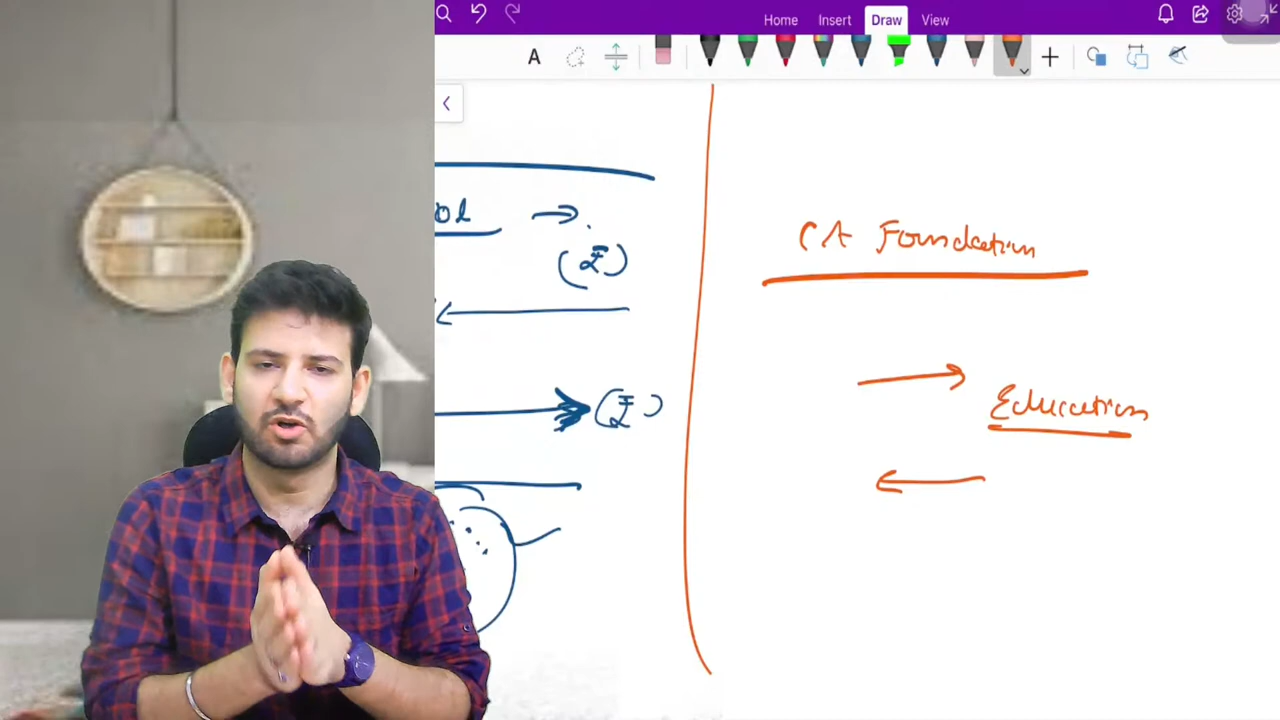 Home Insert Draw View
A
ol →
(₹)
(₹)
CA Foundation
Education